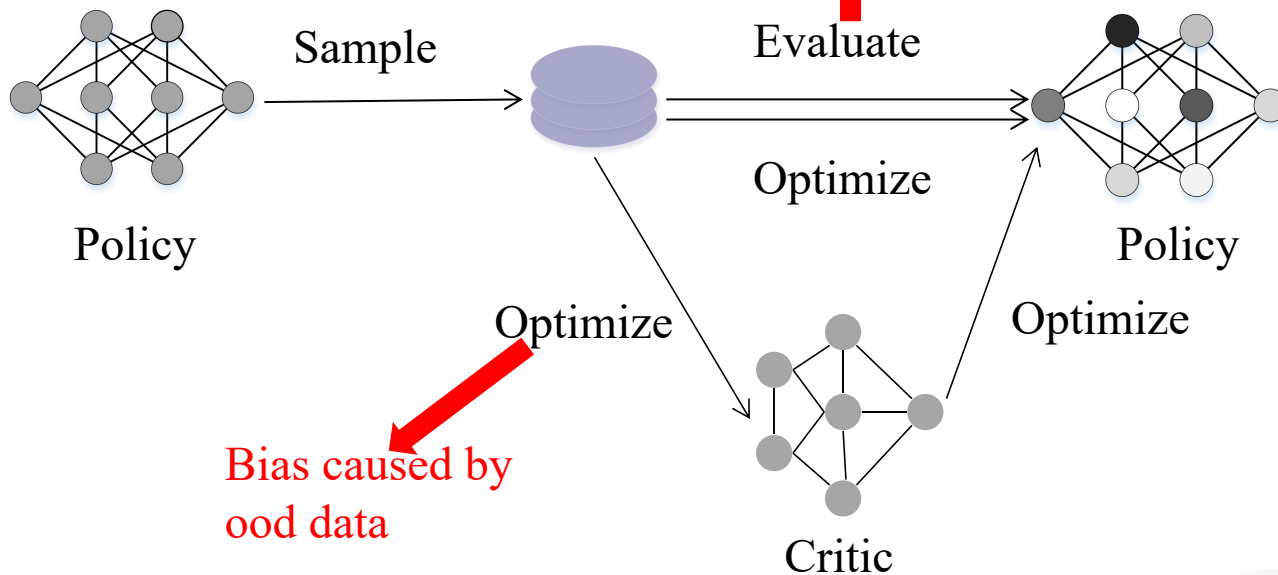 Sample
Evaluate
Optimize
Policy
Policy
Optimize
Optimize
Bias caused by
ood data
Critic